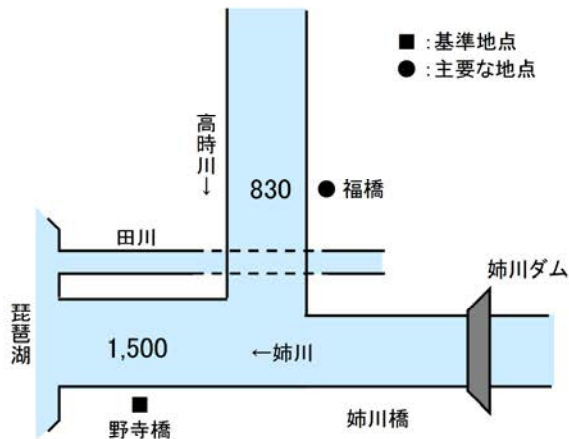 ■：基準地点
●：主要な地点
高時川→
830
福橋
田川
姉川ダム
琵琶湖
1,500
←姉川
野寺橋
姉川橋